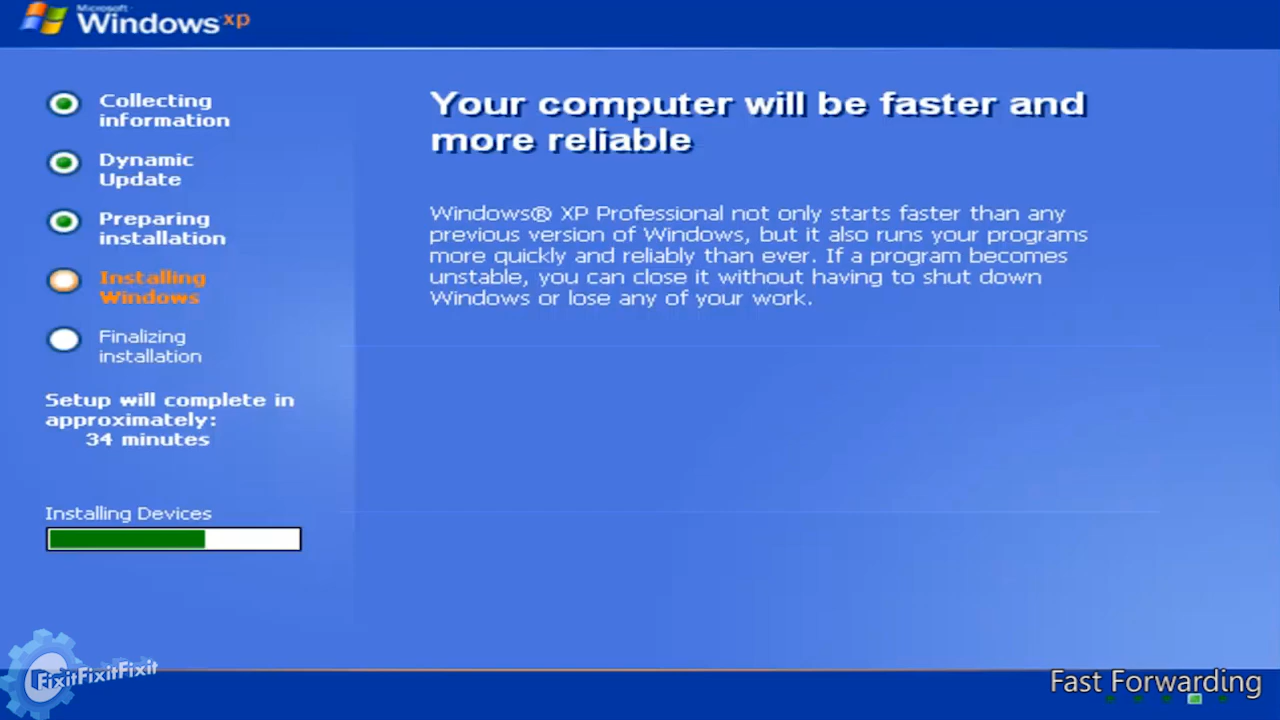 Microsoft
Windows xp
Collecting
information
Dynamic
Update
Preparing
installation
Installing
Windows
Finalizing
installation
Setup will complete in
approximately:
34 minutes
Installing Devices
Your computer will be faster and
more reliable
Windows® XP Professional not only starts faster than any
previous version of Windows, but it also runs your programs
more quickly and reliably than ever. If a program becomes
unstable, you can close it without having to shut down
Windows or lose any of your work.
FixitFixitFixit
Fast Forwarding